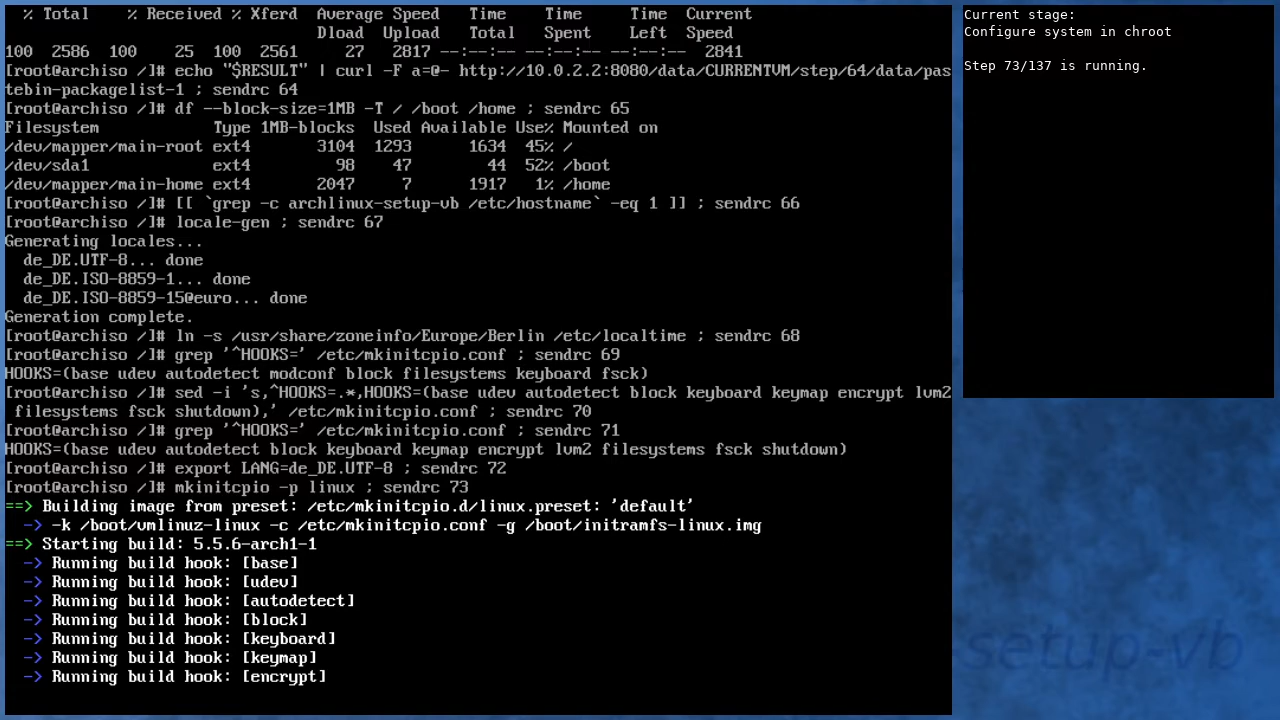 % Total    % Received % Xferd  Average Speed   Time    Time     Time  Current
Dload  Upload   Total   Spent    Left  Speed
100  2586  100    25  100  2561     27   2817 --:--:-- --:--:-- --:--:--  2841
[root@archiso /]# echo "$RESULT" | curl -F a=@- http://10.0.2.2:8080/data/CURRENTVM/step/64/data/pas
tebin-packagelist-1 ; sendrc 64
[root@archiso /]# df --block-size=1MB -T / /boot /home ; sendrc 65
Filesystem            Type 1MB-blocks  Used Available Use% Mounted on
/dev/mapper/main-root ext4       3104  1293      1634  45% /
/dev/sda1             ext4         98    47        44  52% /boot
/dev/mapper/main-home ext4       2047     7      1917   1% /home
[root@archiso /]# [[ `grep -c archlinux-setup-vb /etc/hostname` -eq 1 ]] ; sendrc 66
[root@archiso /]# locale-gen ; sendrc 67
Generating locales...
de_DE.UTF-8... done
de_DE.ISO-8859-1... done
de_DE.ISO-8859-15@euro... done
Generation complete.
[root@archiso /]# ln -s /usr/share/zoneinfo/Europe/Berlin /etc/localtime ; sendrc 68
[root@archiso /]# grep '^HOOKS=' /etc/mkinitcpio.conf ; sendrc 69
HOOKS=(base udev autodetect modconf block filesystems keyboard fsck)
[root@archiso /]# sed -i 's,^HOOKS=.*,HOOKS=(base udev autodetect block keyboard keymap encrypt lvm2
filesystems fsck shutdown),' /etc/mkinitcpio.conf ; sendrc 70
[root@archiso /]# grep '^HOOKS=' /etc/mkinitcpio.conf ; sendrc 71
HOOKS=(base udev autodetect block keyboard keymap encrypt lvm2 filesystems fsck shutdown)
[root@archiso /]# export LANG=de_DE.UTF-8 ; sendrc 72
[root@archiso /]# mkinitcpio -p linux ; sendrc 73
==> Building image from preset: /etc/mkinitcpio.d/linux.preset: 'default'
-> -k /boot/vmlinuz-linux -c /etc/mkinitcpio.conf -g /boot/initramfs-linux.img
==> Starting build: 5.5.6-arch1-1
-> Running build hook: [base]
-> Running build hook: [udev]
-> Running build hook: [autodetect]
-> Running build hook: [block]
-> Running build hook: [keyboard]
-> Running build hook: [keymap]
-> Running build hook: [encrypt]
Current stage:
Configure system in chroot
Step 73/137 is running.
setup-vb